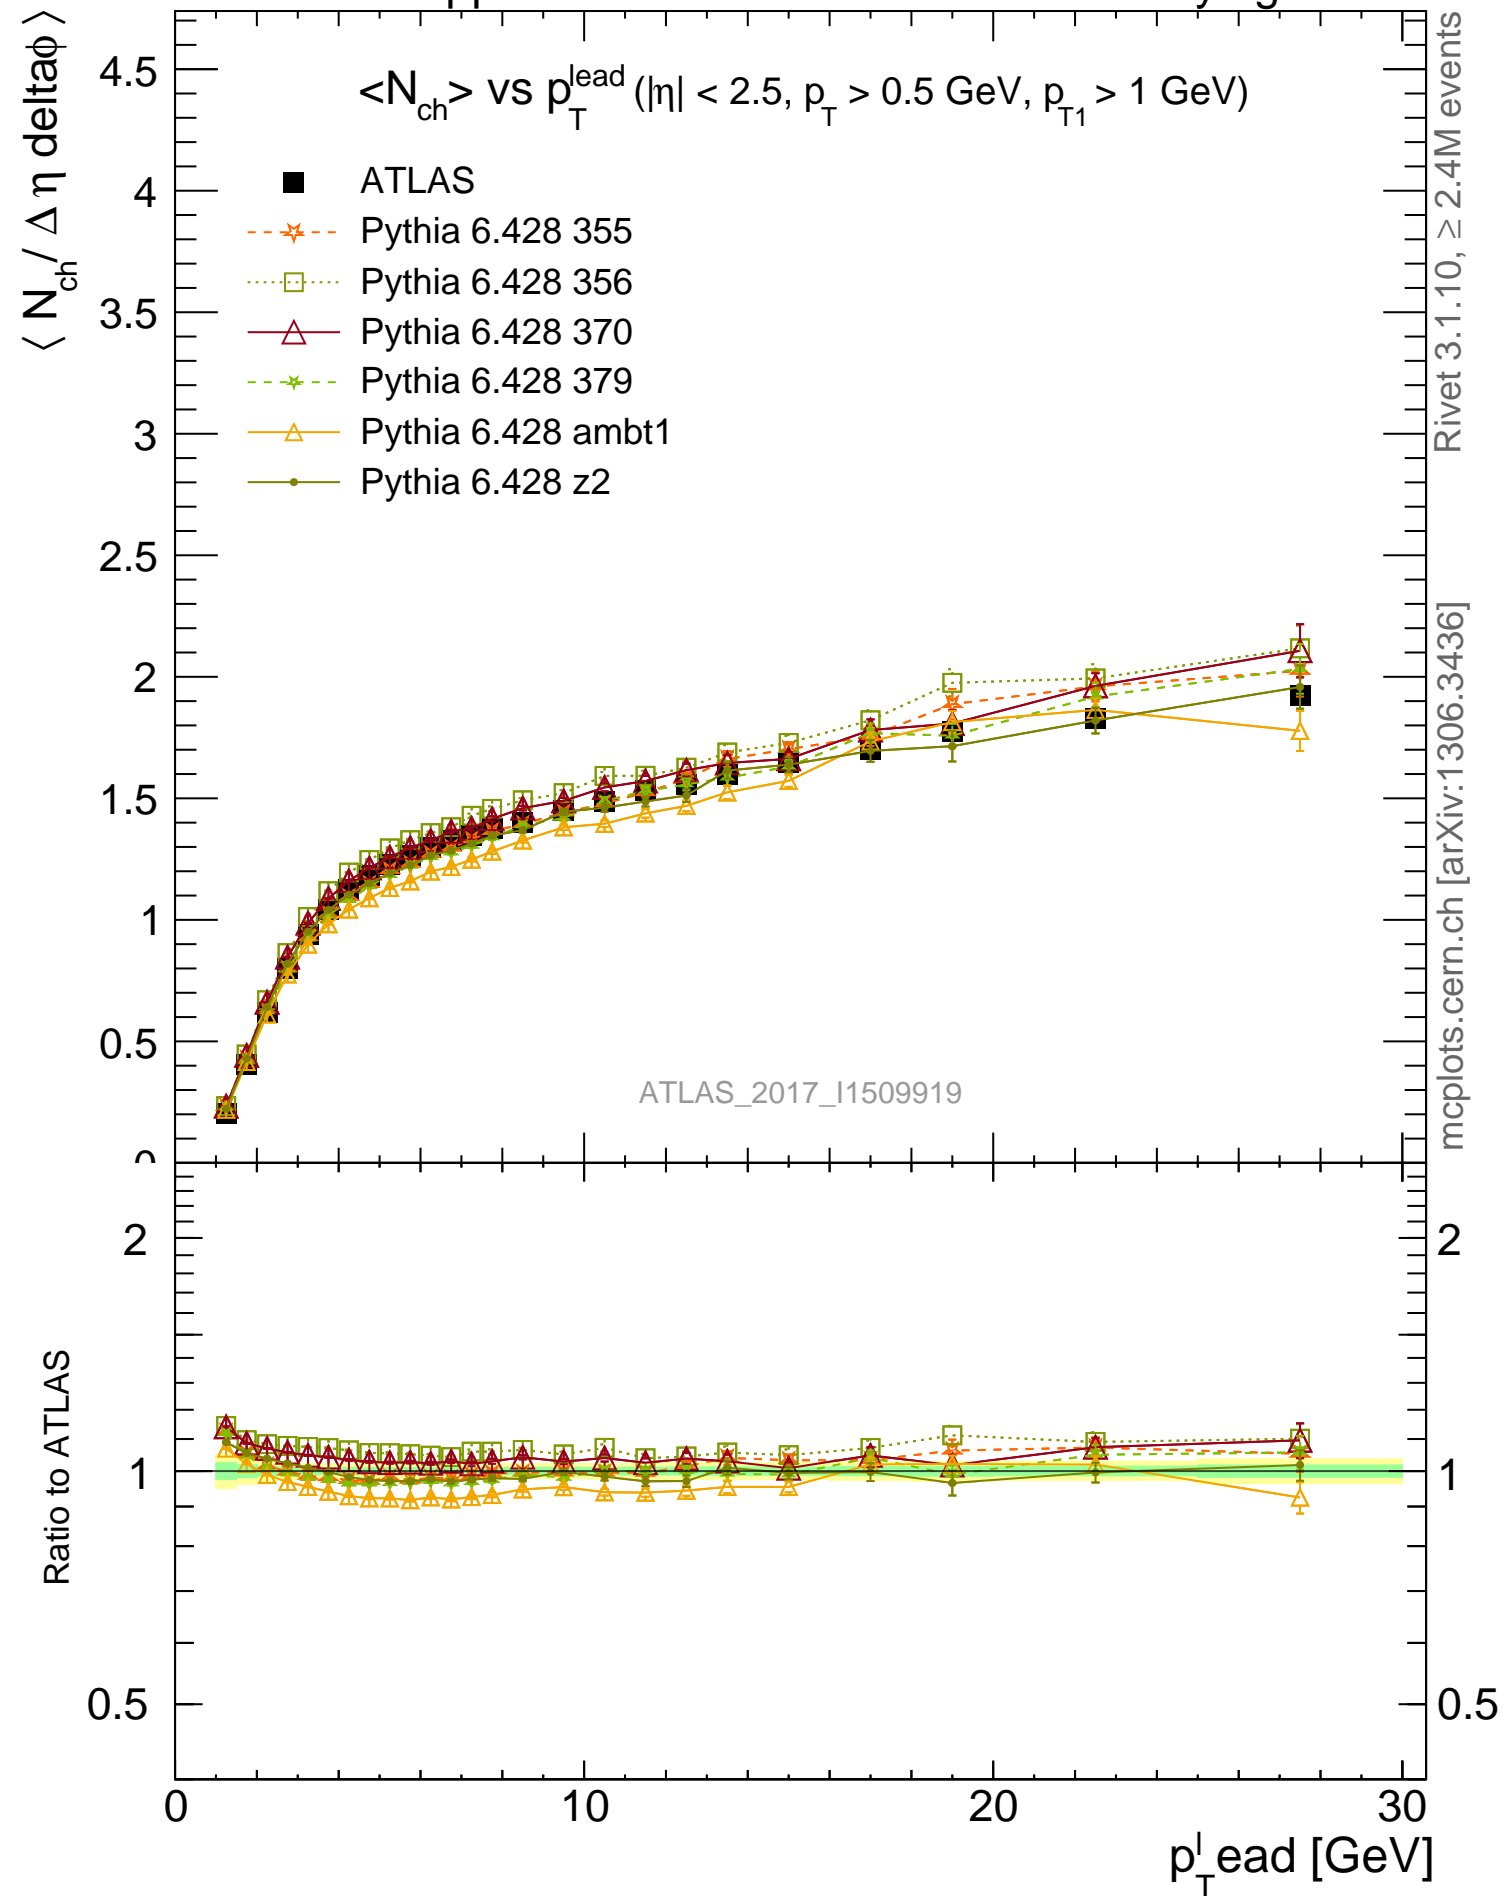 <N_ch> vs p_T^lead (|η| < 2.5, p_T > 0.5 GeV, p_T1 > 1 GeV)
⟨ N_ch / Δ η deltaϕ ⟩
ATLAS
Pythia 6.428 355
Pythia 6.428 356
Pythia 6.428 370
Pythia 6.428 379
Pythia 6.428 ambt1
Pythia 6.428 z2
4.5
4
3.5
3
2.5
2
1.5
1
0.5
0
ATLAS_2017_I1509919
Rivet 3.1.10, ≥ 2.4M events
mcplots.cern.ch [arXiv:1306.3436]
Ratio to ATLAS
2
1
0.5
2
1
0.5
0
10
20
30
p_T^lead [GeV]